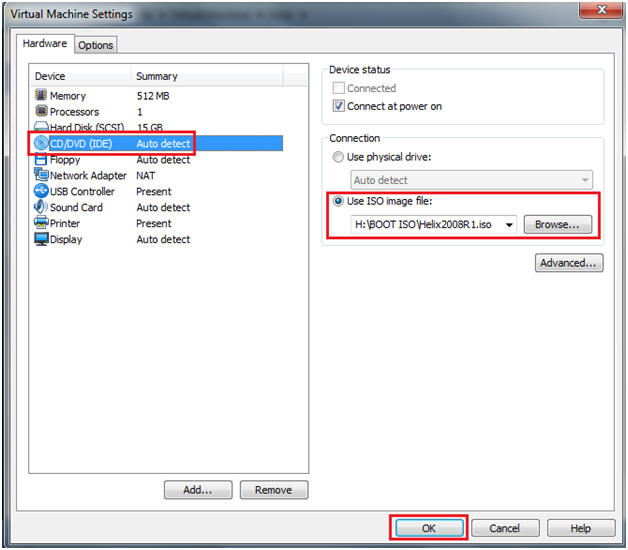 Virtual Machine Settings
Hardware
Options
Device Summary
Memory 512 MB
Processors 1
Hard Disk (SCSI) 15 GB
CD/DVD (IDE) Auto detect
Floppy Auto detect
Network Adapter NAT
USB Controller Present
Sound Card Auto detect
Printer Present
Display Auto detect
Add...
Remove
Device status
Connected
Connect at power on
Connection
Use physical drive:
Auto detect
Use ISO image file:
H:\BOOT ISO\Helix2008R1.iso
Browse...
Advanced...
OK
Cancel
Help